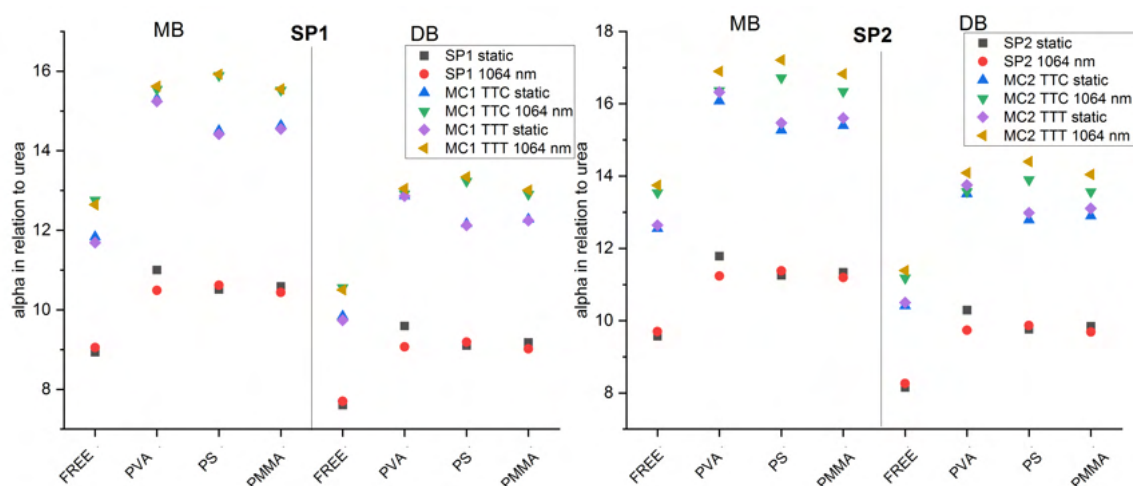 MB SP1 DB
SP1 static
SP1 1064 nm
MC1 TTC static
MC1 TTC 1064 nm
MC1 TTT static
MC1 TTT 1064 nm
alpha in relation to urea
16
14
12
10
8
FREE PVA PS PMMA FREE PVA PS PMMA
MB SP2 DB
SP2 static
SP2 1064 nm
MC2 TTC static
MC2 TTC 1064 nm
MC2 TTT static
MC2 TTT 1064 nm
alpha in relation to urea
18
16
14
12
10
8
FREE PVA PS PMMA FREE PVA PS PMMA